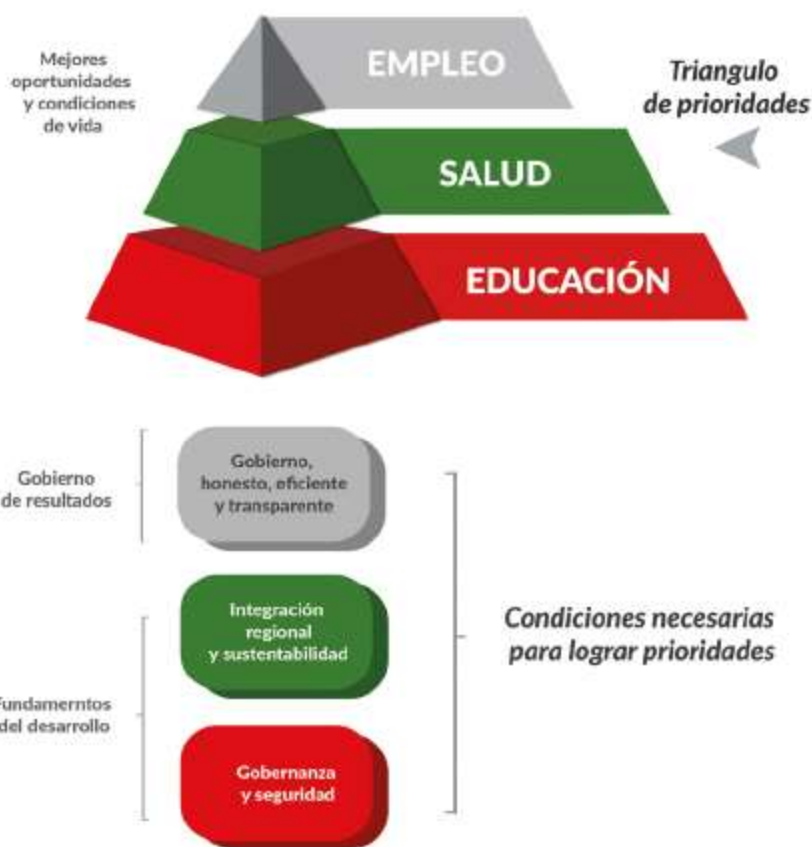 Mejores
oportunidades
y condiciones
de vida
EMPLEO
SALUD
EDUCACIÓN
Triangulo
de prioridades
Gobierno
de resultados
Gobierno,
honesto, eficiente
y transparente
Integración
regional
y sustentabilidad
Fundamerntos
del desarrollo
Gobernanza
y seguridad
Condiciones necesarias
para lograr prioridades